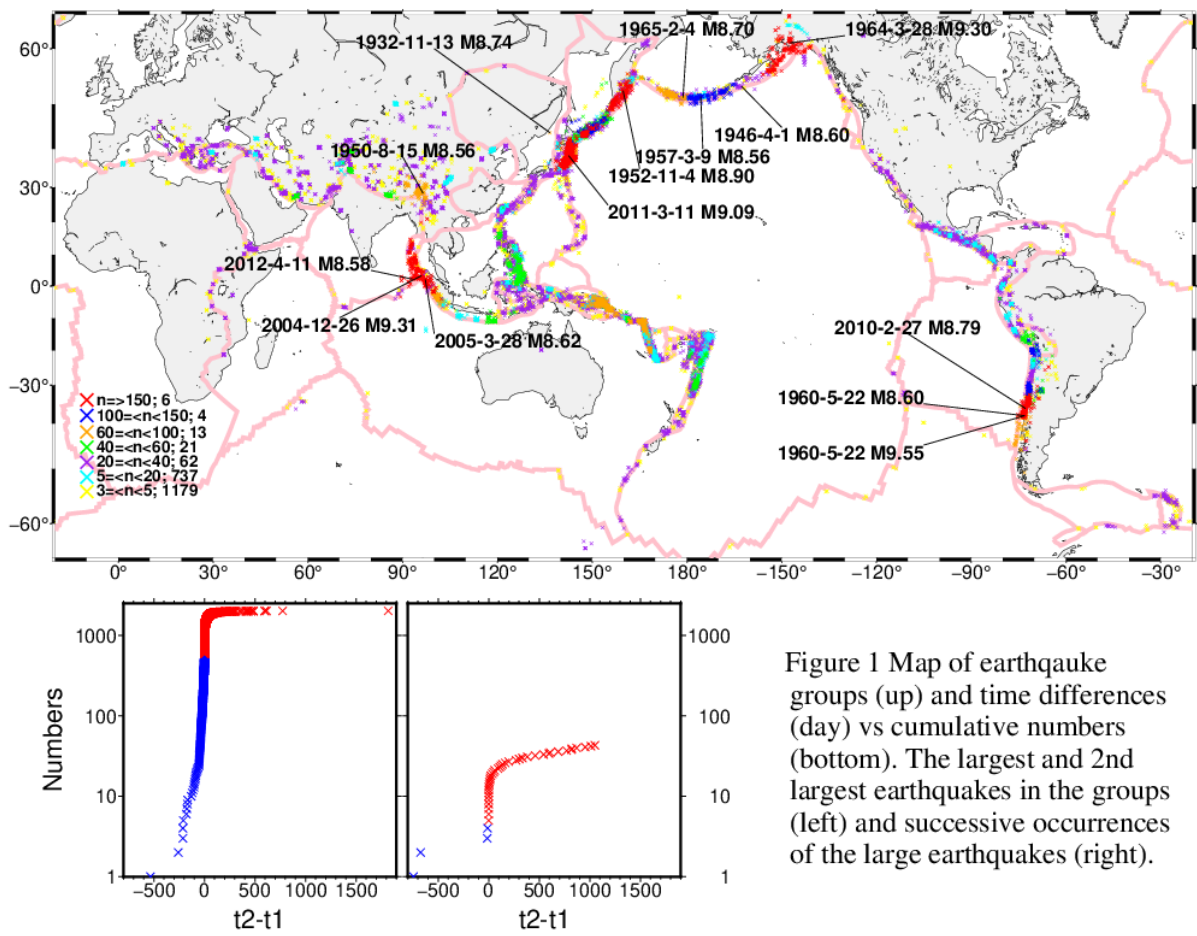 60°
30°
0°
−30°
−60°
1965-2-4 M8.70
1964-3-28 M9.30
1932-11-13 M8.74
1946-4-1 M8.60
1950-8-15 M8.56
1957-3-9 M8.56
1952-11-4 M8.90
2011-3-11 M9.09
2012-4-11 M8.58
2004-12-26 M9.31
2005-3-28 M8.62
2010-2-27 M8.79
1960-5-22 M8.60
1960-5-22 M9.55
n=>150; 6
100=<n<150; 4
60=<n<100; 13
40=<n<60; 21
20=<n<40; 62
5=<n<20; 737
3=<n<5; 1179
0° 30° 60° 90° 120° 150° 180° −150° −120° −90° −60° −30°
Numbers
1000
100
10
1
−500 0 500 1000 1500
t2-t1
1000
100
10
1
−500 0 500 1000 1500
t2-t1
Figure 1 Map of earthqauke
groups (up) and time differences
(day) vs cumulative numbers
(bottom). The largest and 2nd
largest earthquakes in the groups
(left) and successive occurrences
of the large earthquakes (right).